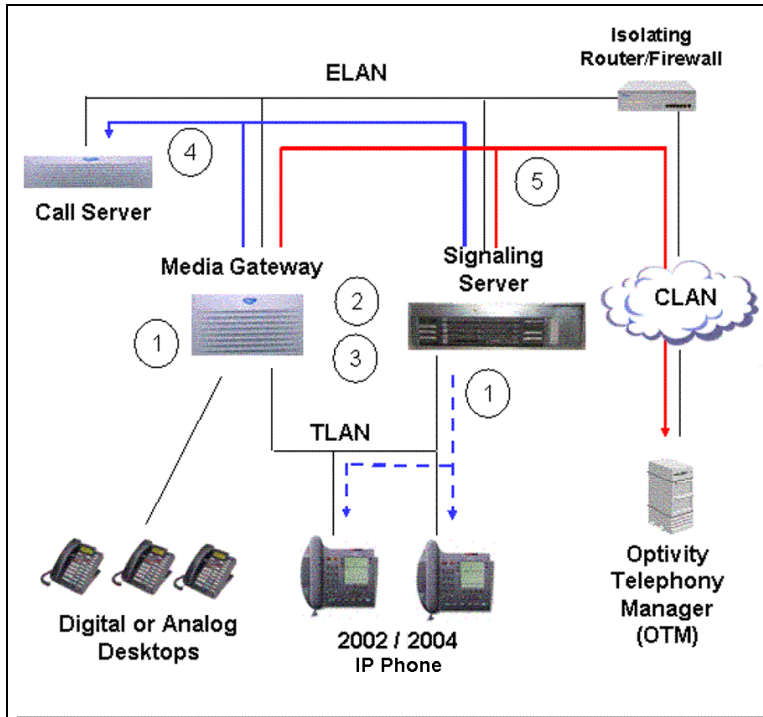 Isolating
Router/Firewall
ELAN
4
5
Call Server
Media Gateway
Signaling
Server
CLAN
2
1
3
1
TLAN
Digital or Analog
Desktops
2002 / 2004
IP Phone
Optivity
Telephony
Manager
(OTM)